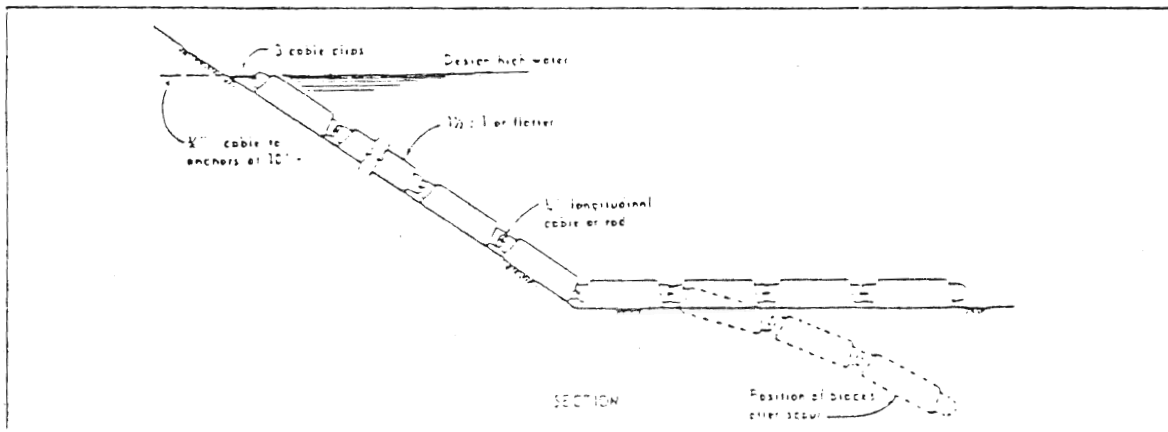 3 cable clips
Design high water
1½ : 1 or flatter
cable to
anchors at 10'
longitudinal
cable or rod
SECTION
Position of blocks
after scour